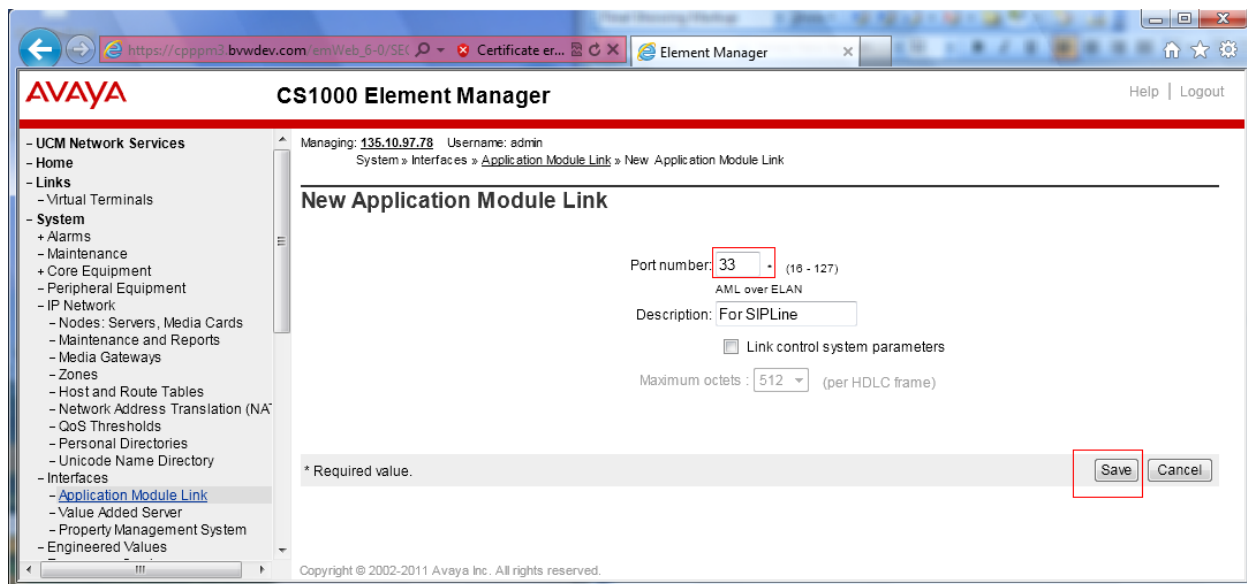 https://cpppm3.bvwdev.com/emWeb_6-0/SEC
Certificate er...
Element Manager
AVAYA
CS1000 Element Manager
Help | Logout
- UCM Network Services
- Home
- Links
- Virtual Terminals
- System
+ Alarms
- Maintenance
+ Core Equipment
- Peripheral Equipment
- IP Network
- Nodes: Servers, Media Cards
- Maintenance and Reports
- Media Gateways
- Zones
- Host and Route Tables
- Network Address Translation (NA
- QoS Thresholds
- Personal Directories
- Unicode Name Directory
- Interfaces
- Application Module Link
- Value Added Server
- Property Management System
- Engineered Values
Managing: 135.10.97.78 Username: admin
System » Interfaces » Application Module Link » New Application Module Link
New Application Module Link
Port number: 33 * (16 - 127)
AML over ELAN
Description: For SIPLine
Link control system parameters
Maximum octets : 512 (per HDLC frame)
* Required value.
Save Cancel
Copyright © 2002-2011 Avaya Inc. All rights reserved.